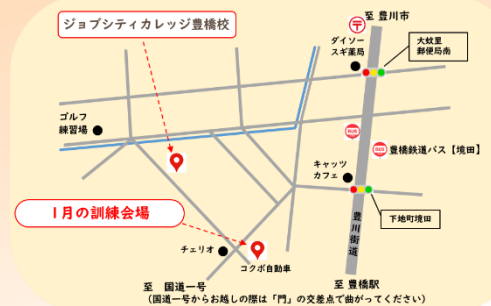 至 豊川市
ジョブシティカレッジ豊橋校
ダイソー
スギ薬局
大蚊里
郵便局南
ゴルフ
練習場
BUS
BUS
豊橋鉄道バス【境田】
キャッツ
カフェ
1月の訓練会場
下地町境田
豊川街道
チェリオ
コクボ自動車
至 国道一号
至 豊橋駅
(国道一号からお越しの際は「門」の交差点で曲がってください)